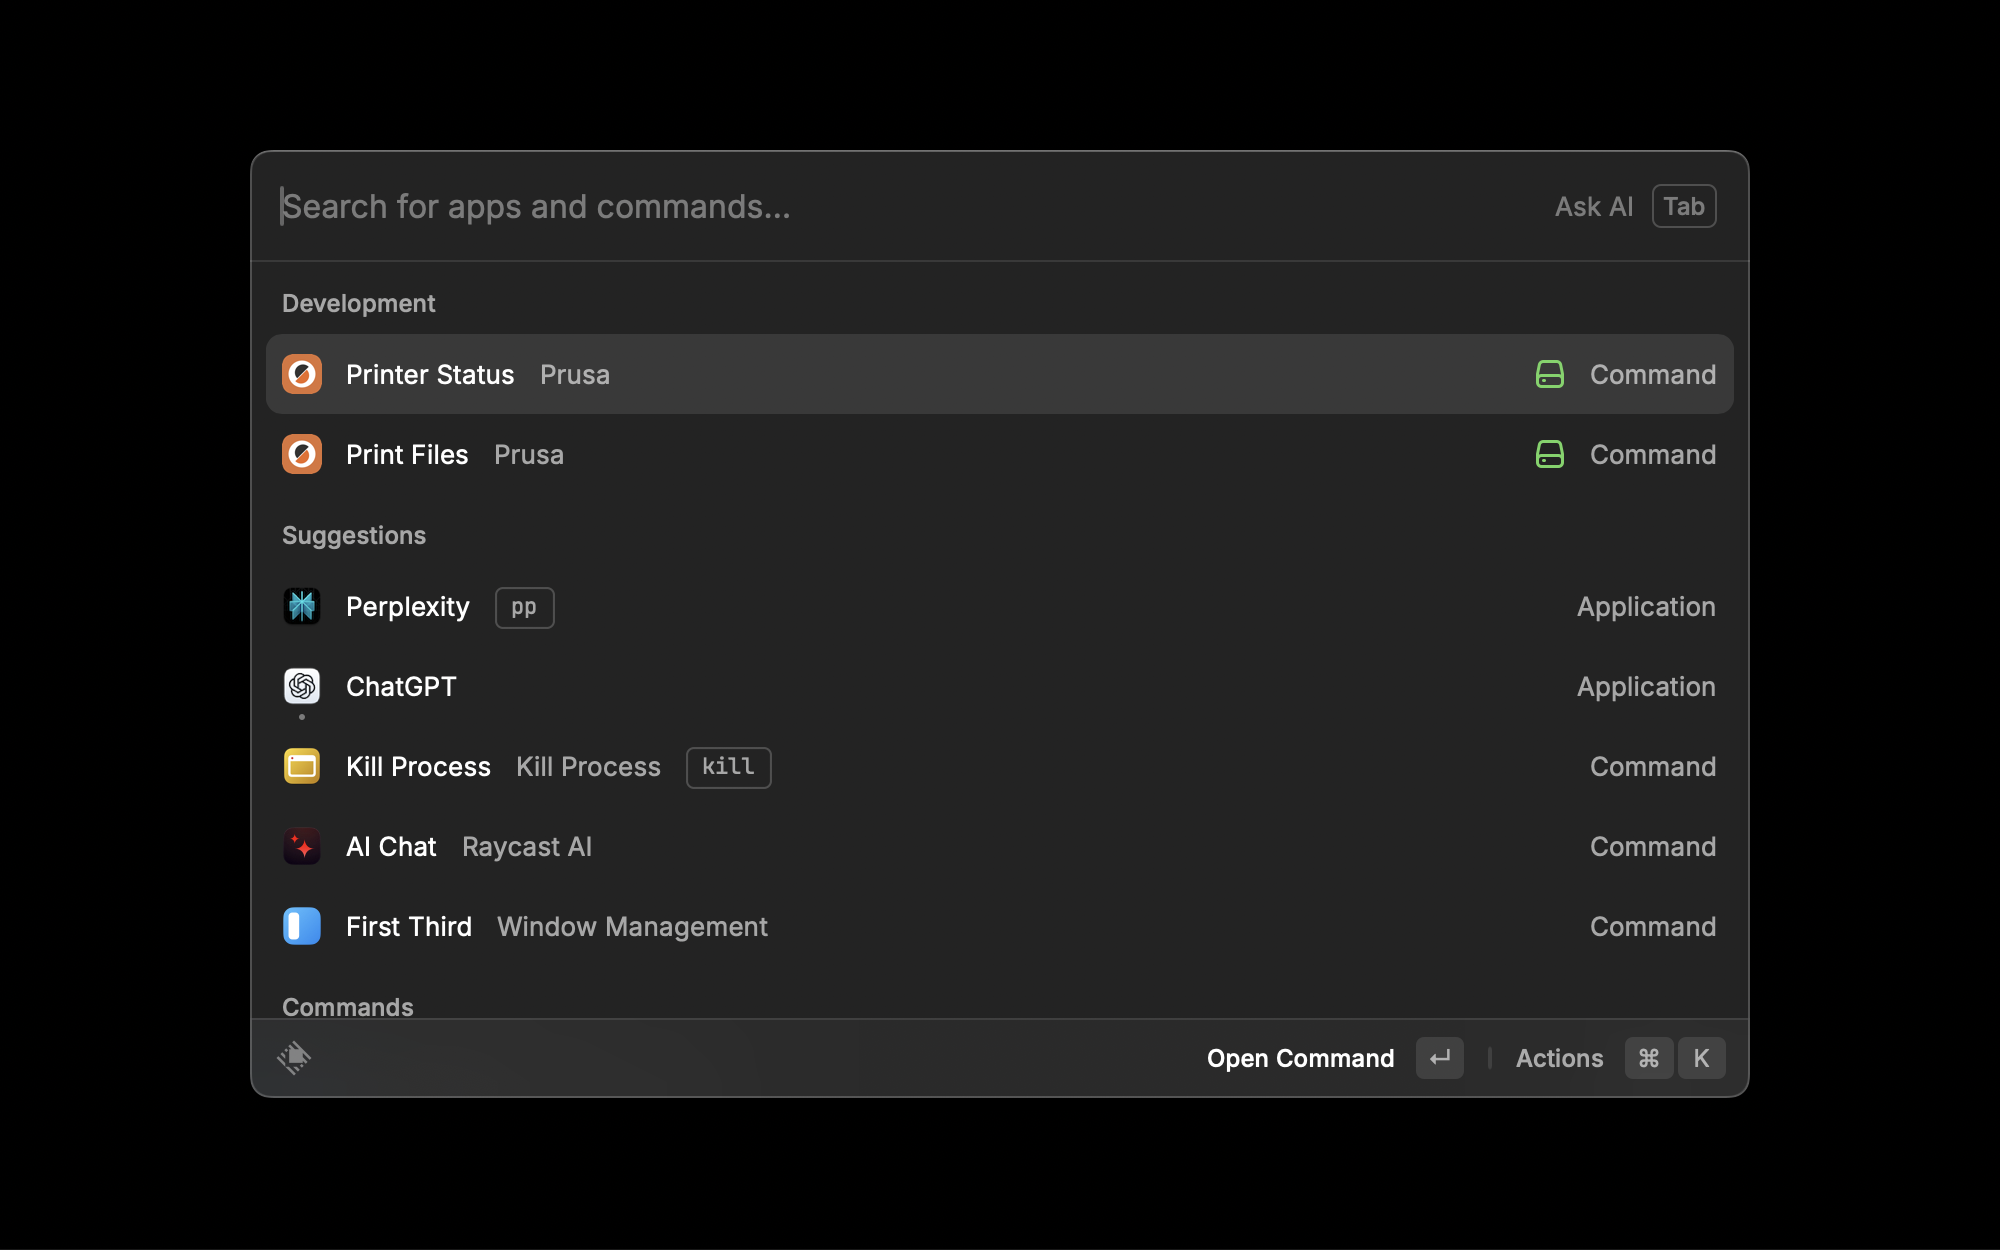 Search for apps and commands...
Ask AI Tab
Development
Printer Status Prusa Command
Print Files Prusa Command
Suggestions
Perplexity pp Application
ChatGPT Application
Kill Process Kill Process kill Command
AI Chat Raycast AI Command
First Third Window Management Command
Commands
Open Command ↵ Actions ⌘ K